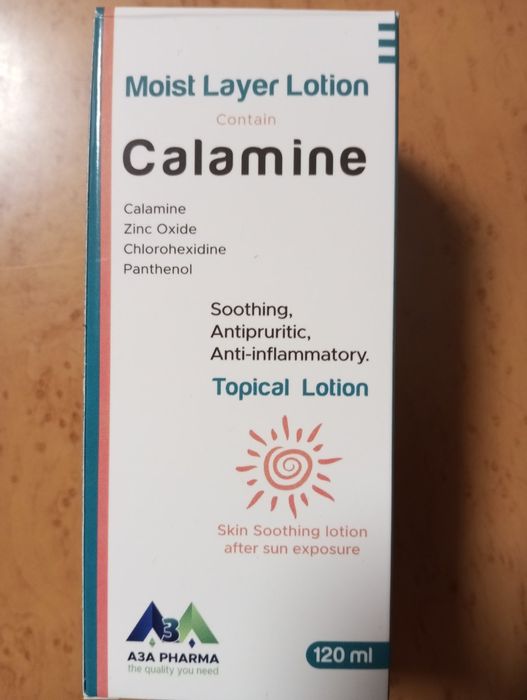 Moist Layer Lotion
Contain
Calamine
Calamine
Zinc Oxide
Chlorohexidine
Panthenol
Soothing,
Antipruritic,
Anti-inflammatory.
Topical Lotion
Skin Soothing lotion
after sun exposure
A3A
A3A PHARMA
the quality you need
120 ml